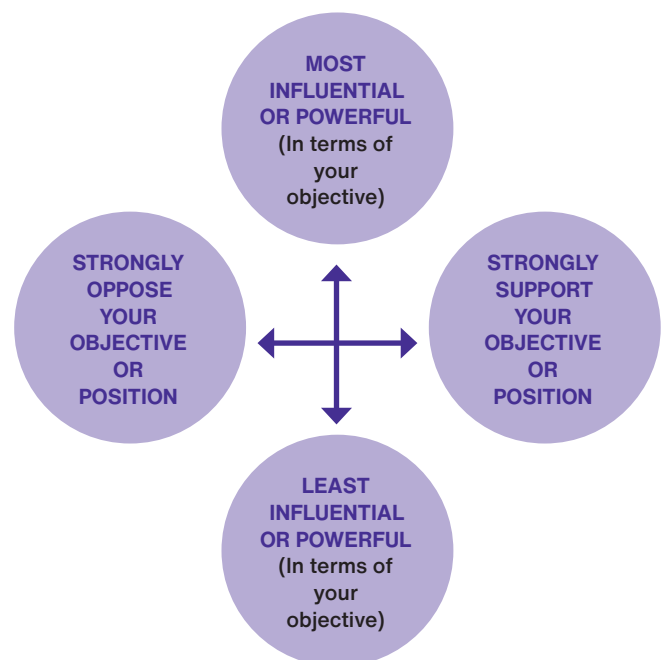 MOST
INFLUENTIAL
OR POWERFUL
(In terms of
your
objective)
STRONGLY
OPPOSE
YOUR
OBJECTIVE
OR
POSITION
STRONGLY
SUPPORT
YOUR
OBJECTIVE
OR
POSITION
LEAST
INFLUENTIAL
OR POWERFUL
(In terms of
your
objective)